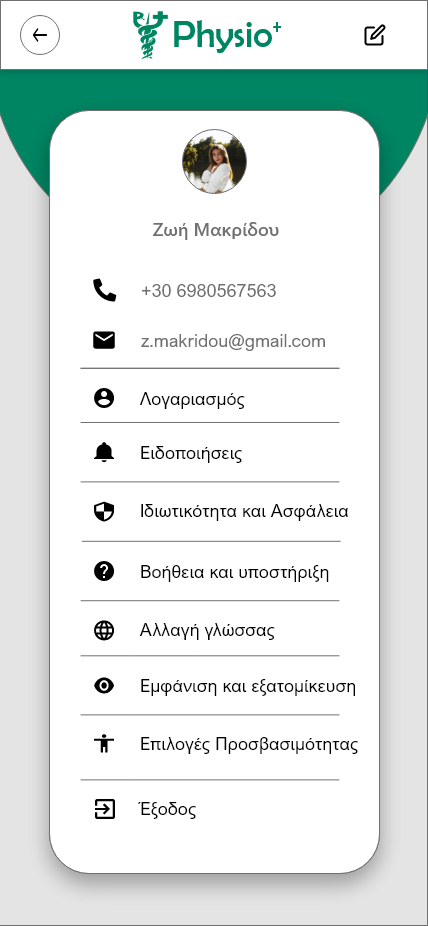 Physio+
Ζωή Μακρίδου
+30 6980567563
z.makridou@gmail.com
Λογαριασμός
Ειδοποιήσεις
Ιδιωτικότητα και Ασφάλεια
Βοήθεια και υποστήριξη
Αλλαγή γλώσσας
Εμφάνιση και εξατομίκευση
Επιλογές Προσβασιμότητας
Έξοδος